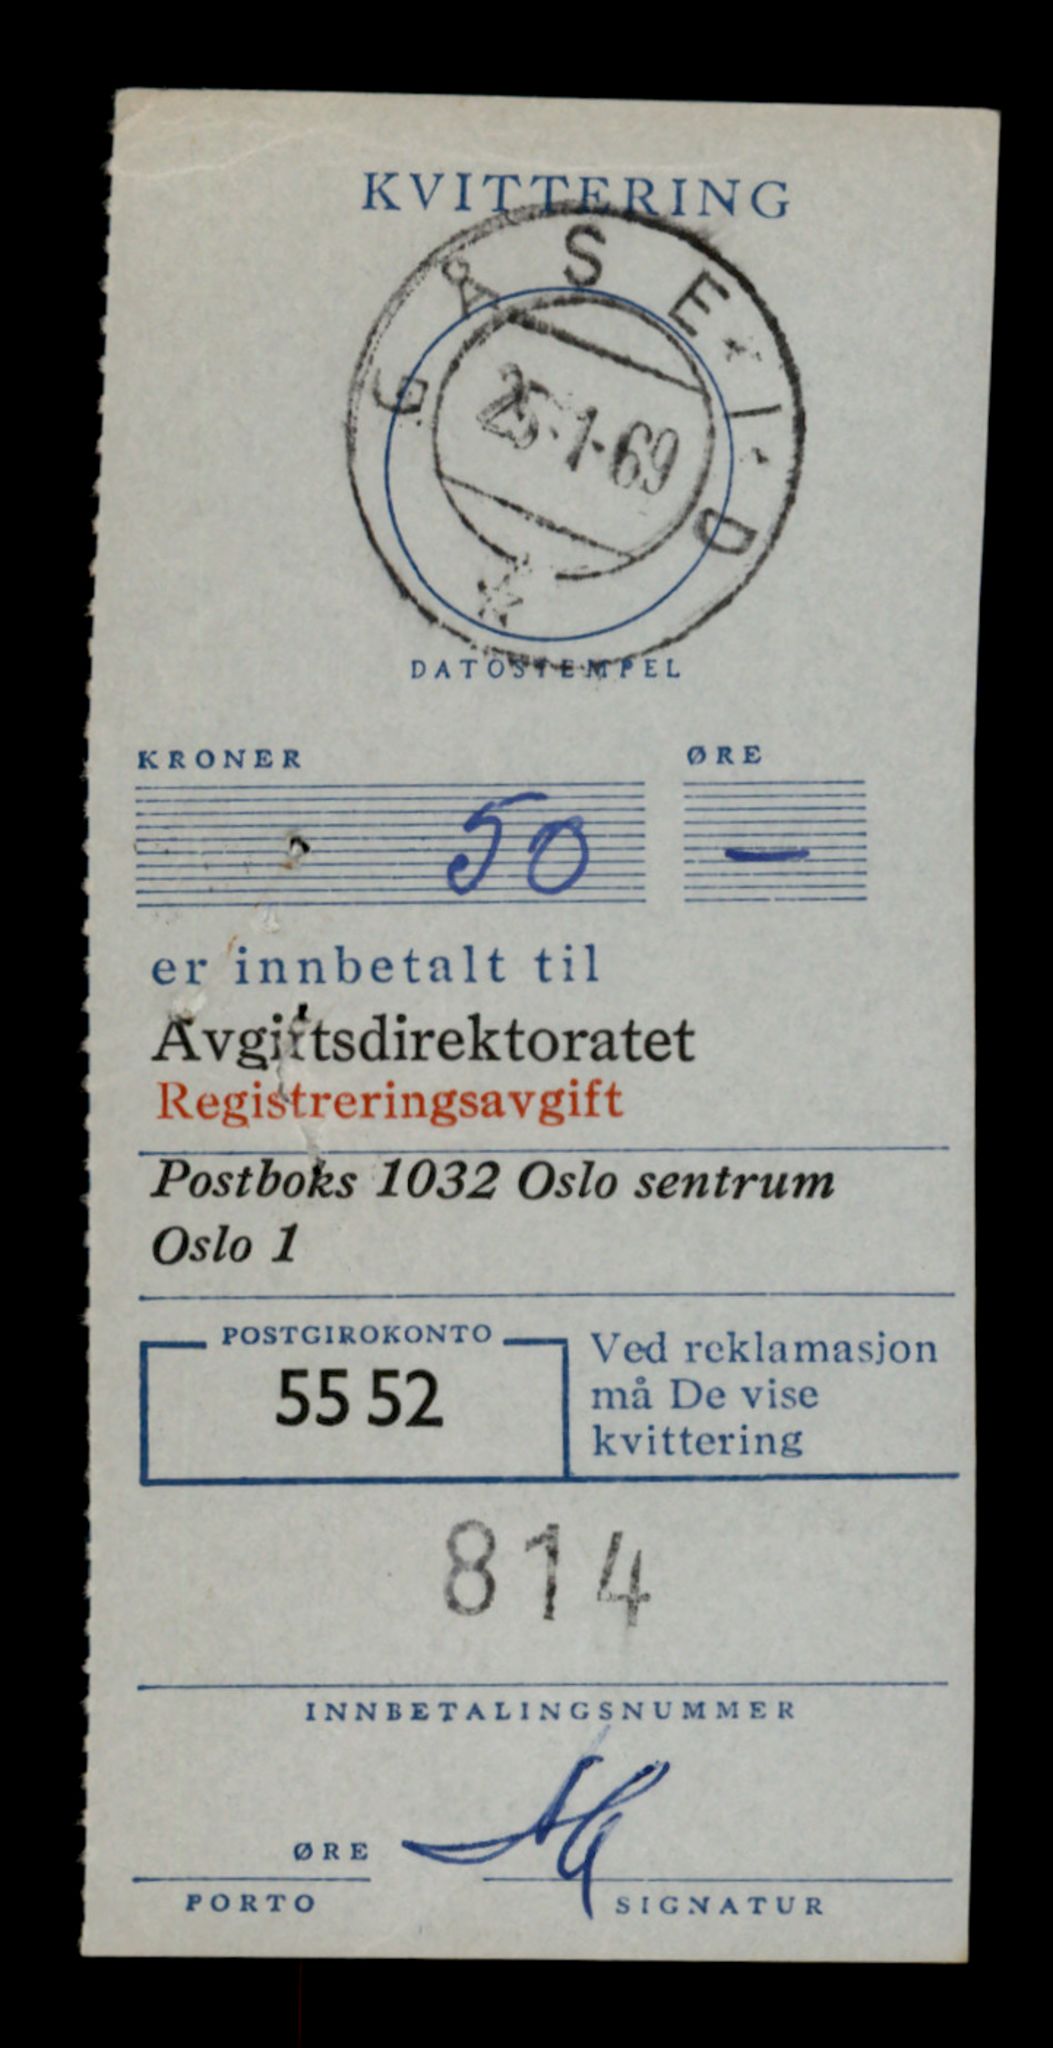 KVITTERING
GÅSEID
25-1-69
DATOSTEMPEL
KRONER ØRE
50 —
er innbetalt til
Avgiftsdirektoratet
Registreringsavgift
Postboks 1032 Oslo sentrum
Oslo 1
POSTGIROKONTO
55 52
Ved reklamasjon
må De vise
kvittering
814
INNBETALINGSNUMMER
ØRE
PORTO
SIGNATUR